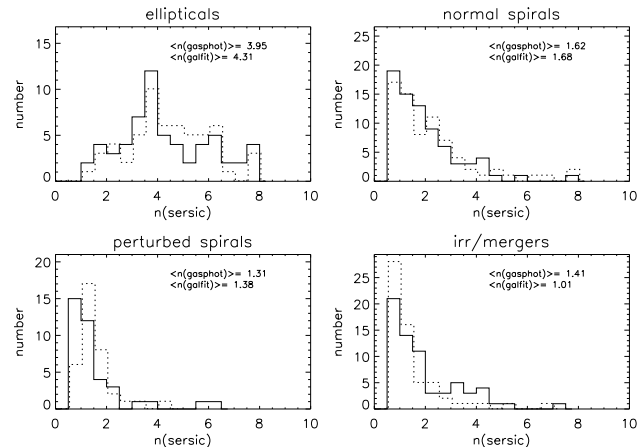 ellipticals
<n(gasphot)>= 3.95
<n(galfit)>= 4.31
number
15
10
5
0
0 2 4 6 8 10
n(sersic)
normal spirals
<n(gasphot)>= 1.62
<n(galfit)>= 1.68
number
25
20
15
10
5
0
0 2 4 6 8 10
n(sersic)
perturbed spirals
<n(gasphot)>= 1.31
<n(galfit)>= 1.38
number
20
15
10
5
0
0 2 4 6 8 10
n(sersic)
irr/mergers
<n(gasphot)>= 1.41
<n(galfit)>= 1.01
number
25
20
15
10
5
0
0 2 4 6 8 10
n(sersic)